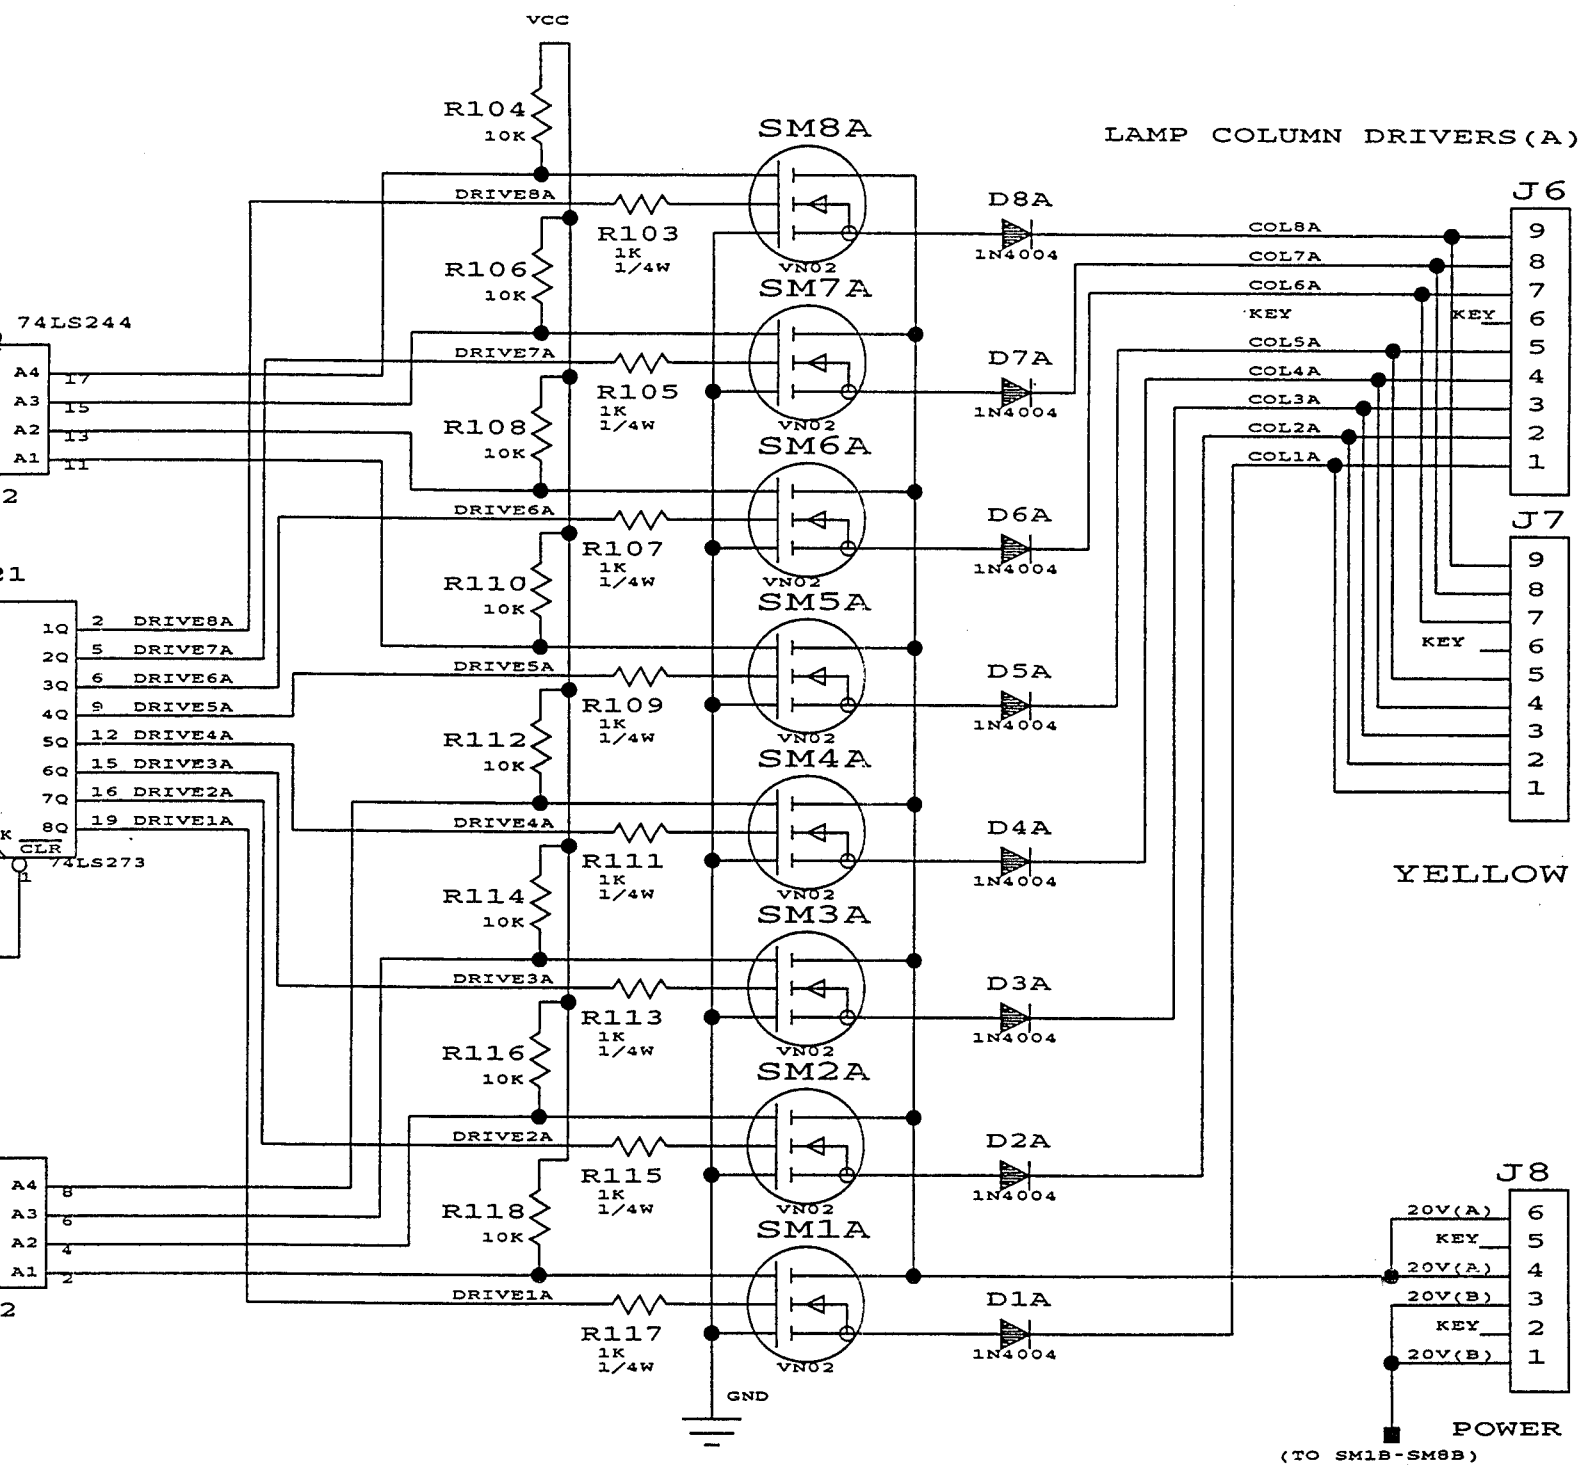 VCC
R104
10K
SM8A
LAMP COLUMN DRIVERS(A)
DRIVE8A
R103
1K
1/4W
VN02
D8A
1N4004
COL8A
J6
9
COL7A
8
COL6A
7
KEY
KEY
6
COL5A
5
COL4A
4
COL3A
3
COL2A
2
COL1A
1
R106
10K
SM7A
74LS244
DRIVE7A
R105
1K
1/4W
VN02
D7A
1N4004
A4
17
A3
15
A2
13
A1
11
2
R108
10K
SM6A
DRIVE6A
R107
1K
1/4W
VN02
D6A
1N4004
J7
9
8
7
KEY
6
5
4
3
2
1
YELLOW
R110
10K
SM5A
DRIVE5A
R109
1K
1/4W
VN02
D5A
1N4004
1Q
2
DRIVE8A
2Q
5
DRIVE7A
3Q
6
DRIVE6A
4Q
9
DRIVE5A
5Q
12
DRIVE4A
6Q
15
DRIVE3A
7Q
16
DRIVE2A
8Q
19
DRIVE1A
K
CLR
74LS273
1
R112
10K
SM4A
DRIVE4A
R111
1K
1/4W
VN02
D4A
1N4004
R114
10K
SM3A
DRIVE3A
R113
1K
1/4W
VN02
D3A
1N4004
R116
10K
SM2A
DRIVE2A
R115
1K
1/4W
VN02
D2A
1N4004
A4
8
A3
6
A2
4
A1
2
2
R118
10K
SM1A
DRIVE1A
R117
1K
1/4W
VN02
D1A
1N4004
GND
J8
20V(A)
6
KEY
5
20V(A)
4
20V(B)
3
KEY
2
20V(B)
1
POWER
(TO SM1B-SM8B)